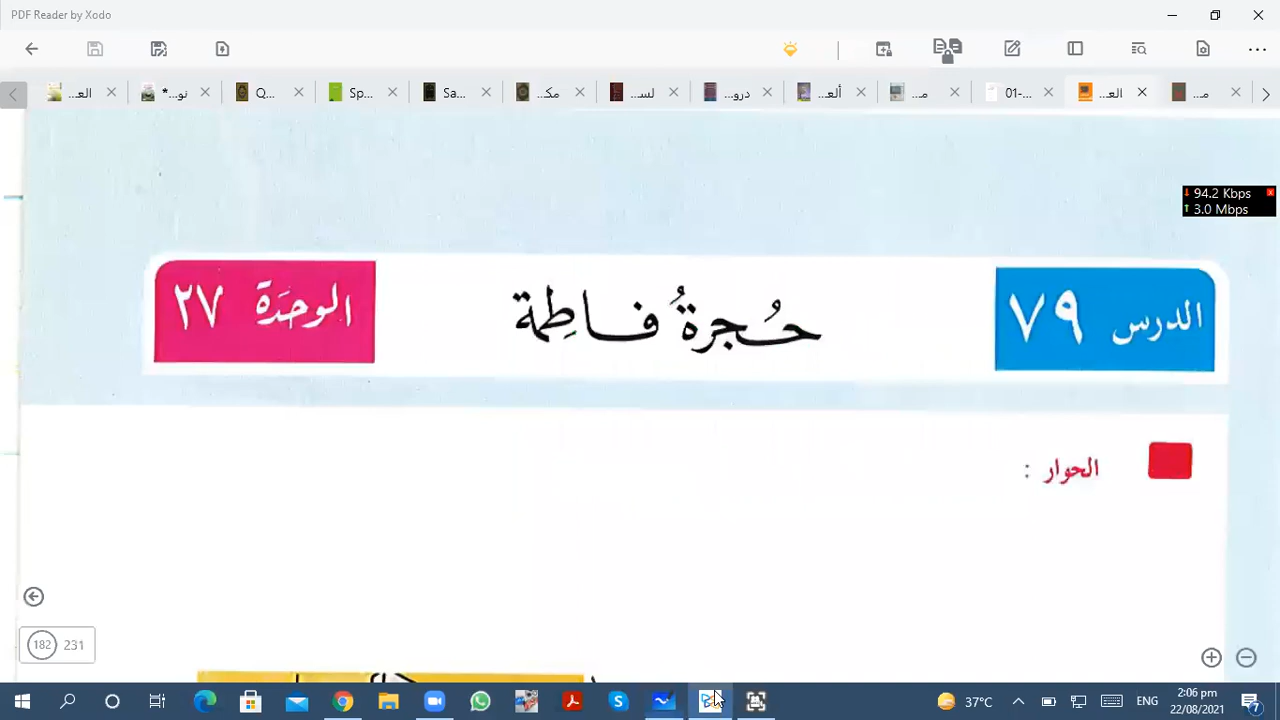 PDF Reader by Xodo
العـ...
نو...*
Q...
Sp...
Sa...
مكـ...
لسـ...
درو...
ألعـ...
مـ...
01-...
العـ...
مـ...
94.2 Kbps
3.0 Mbps
الدرس ٧٩
حُجرةُ فاطِمة
الوحدَة ٢٧
الحوار :
182 231
37°C
ENG
2:06 pm
22/08/2021
7